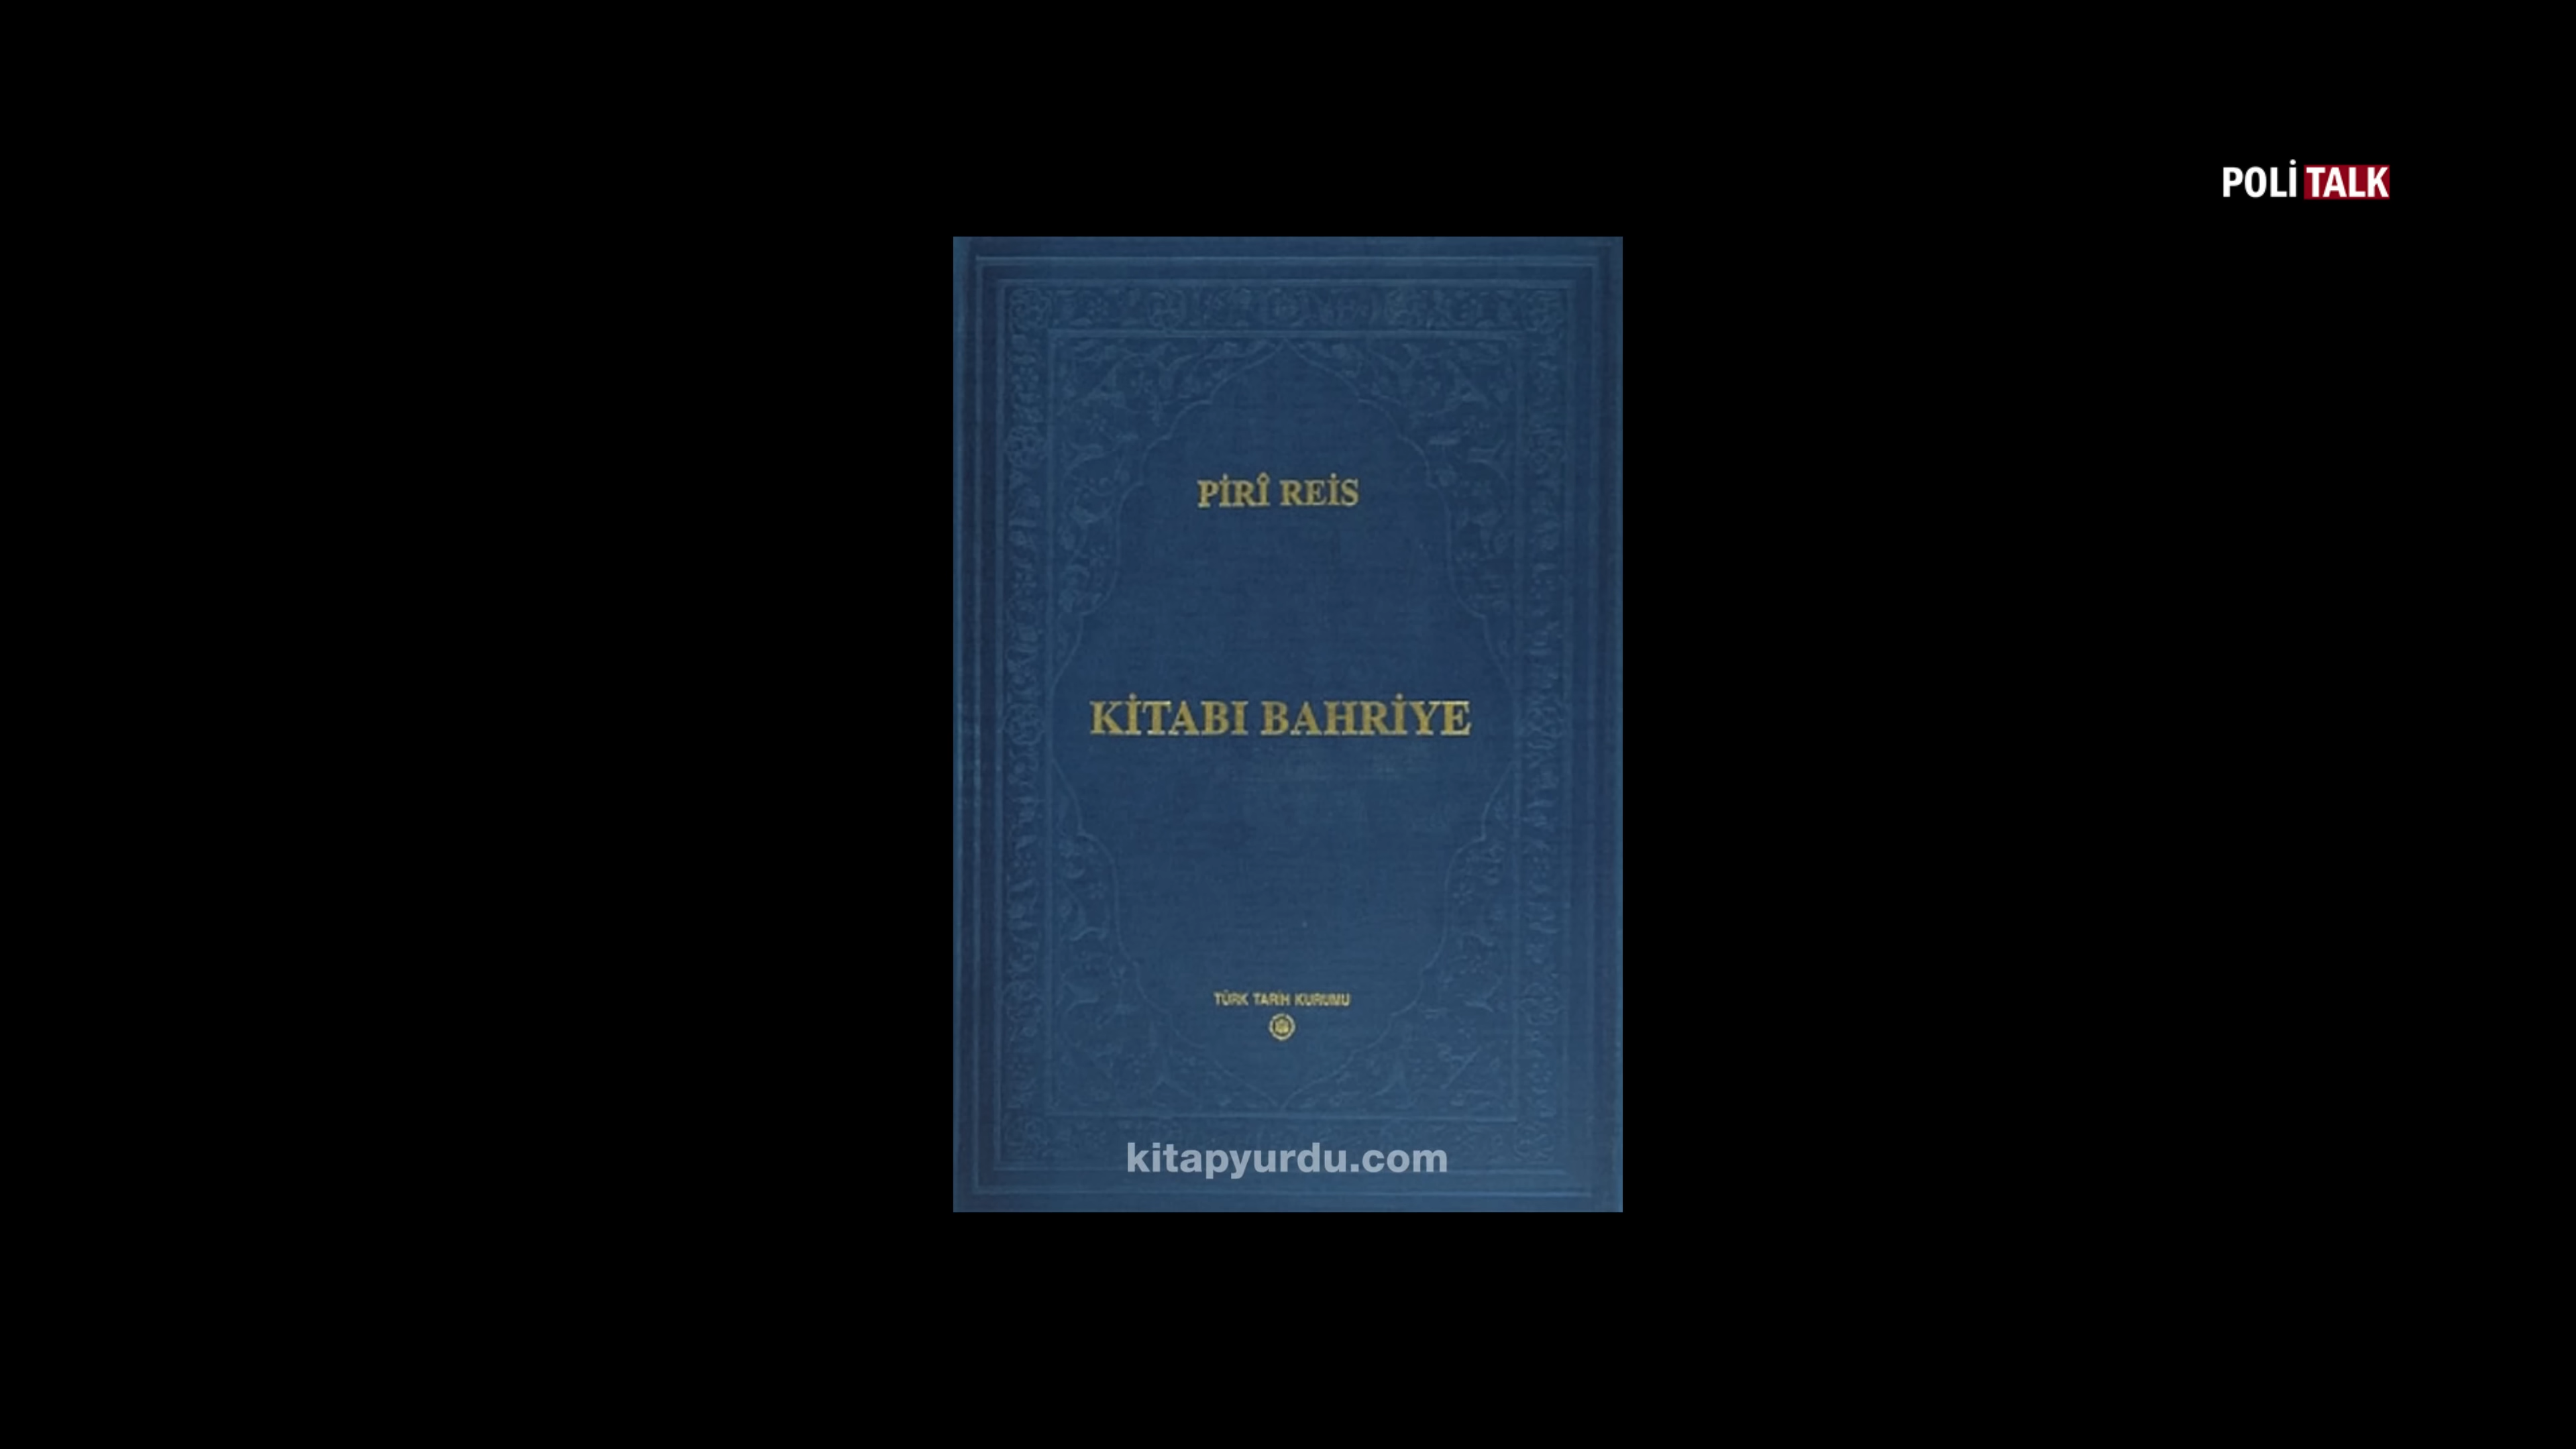 POLİ TALK
PİRÎ REİS
KİTABI BAHRİYE
TÜRK TARİH KURUMU
kitapyurdu.com